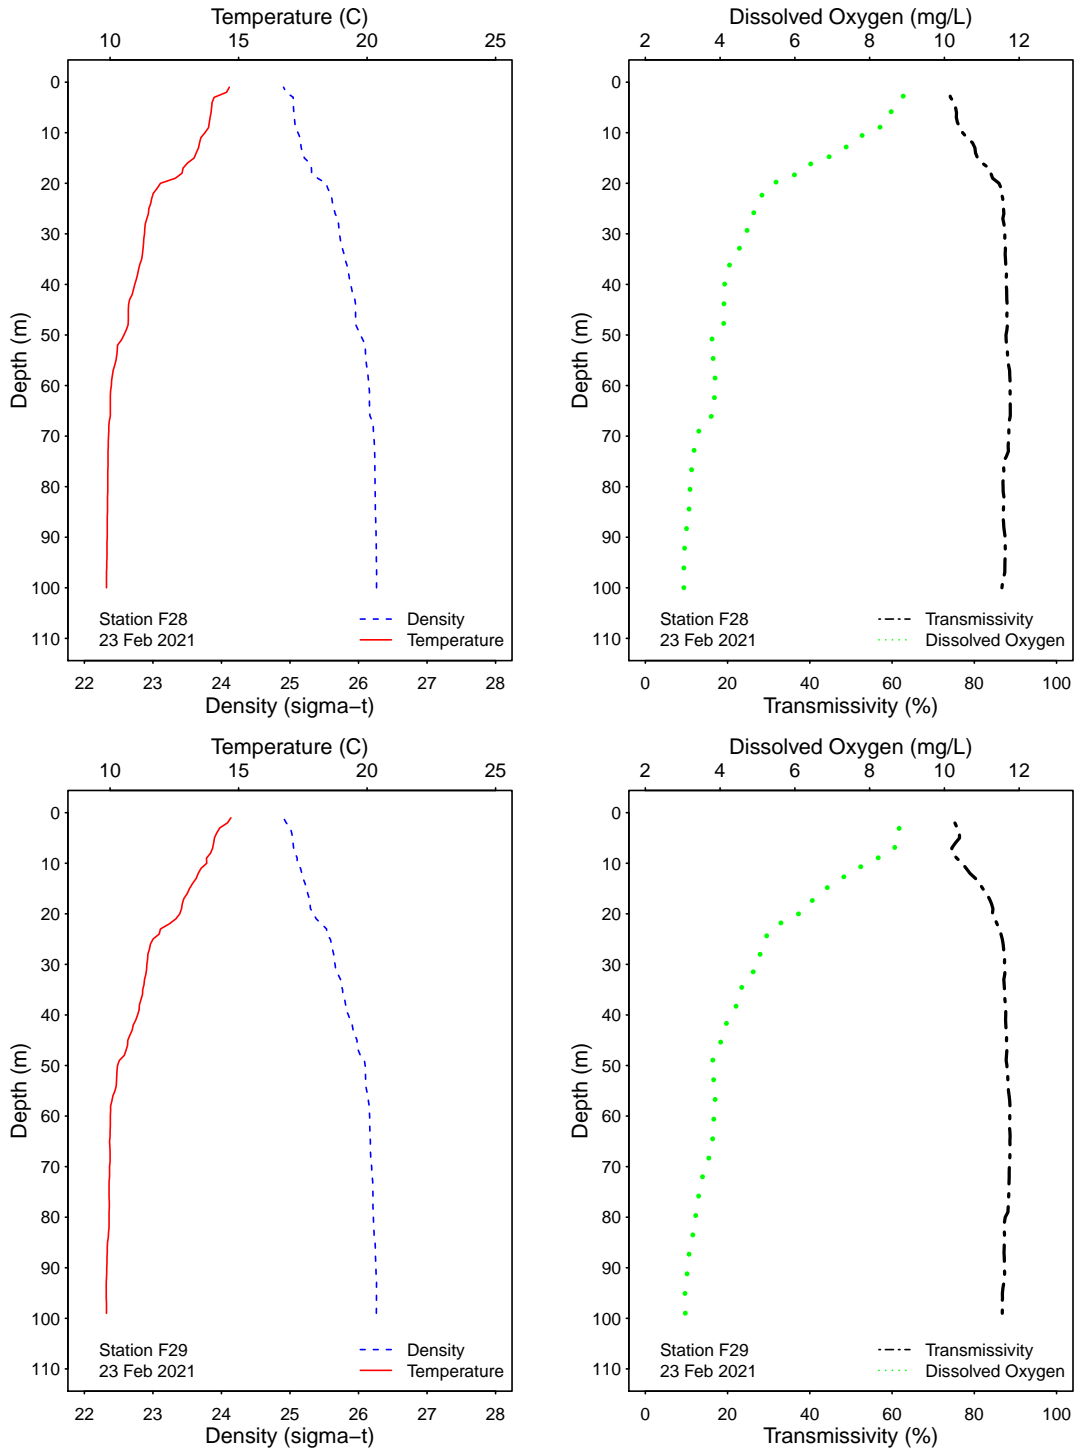 Temperature (C)
10 15 20 25
0
10
20
30
40
50
60
70
80
90
100
110
Depth (m)
Station F28
23 Feb 2021
Density
Temperature
22 23 24 25 26 27 28
Density (sigma−t)
Dissolved Oxygen (mg/L)
2 4 6 8 10 12
0
10
20
30
40
50
60
70
80
90
100
110
Depth (m)
Station F28
23 Feb 2021
Transmissivity
Dissolved Oxygen
0 20 40 60 80 100
Transmissivity (%)
Temperature (C)
10 15 20 25
0
10
20
30
40
50
60
70
80
90
100
110
Depth (m)
Station F29
23 Feb 2021
Density
Temperature
22 23 24 25 26 27 28
Density (sigma−t)
Dissolved Oxygen (mg/L)
2 4 6 8 10 12
0
10
20
30
40
50
60
70
80
90
100
110
Depth (m)
Station F29
23 Feb 2021
Transmissivity
Dissolved Oxygen
0 20 40 60 80 100
Transmissivity (%)